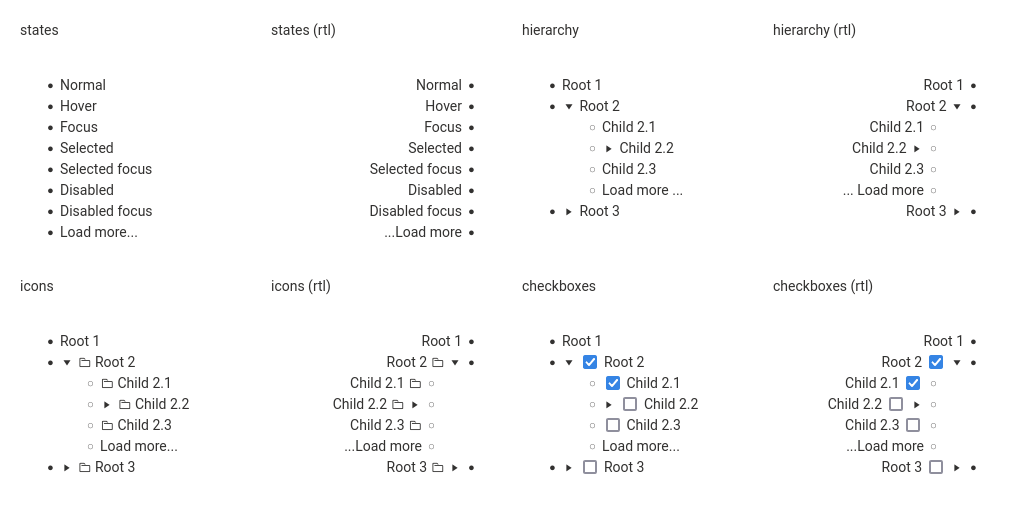 states
Normal
Hover
Focus
Selected
Selected focus
Disabled
Disabled focus
Load more...
states (rtl)
Normal
Hover
Focus
Selected
Selected focus
Disabled
Disabled focus
...Load more
hierarchy
Root 1
Root 2
Child 2.1
Child 2.2
Child 2.3
Load more ...
Root 3
hierarchy (rtl)
Root 1
Root 2
Child 2.1
Child 2.2
Child 2.3
... Load more
Root 3
icons
Root 1
Root 2
Child 2.1
Child 2.2
Child 2.3
Load more...
Root 3
icons (rtl)
Root 1
Root 2
Child 2.1
Child 2.2
Child 2.3
...Load more
Root 3
checkboxes
Root 1
Root 2
Child 2.1
Child 2.2
Child 2.3
Load more...
Root 3
checkboxes (rtl)
Root 1
Root 2
Child 2.1
Child 2.2
Child 2.3
...Load more
Root 3